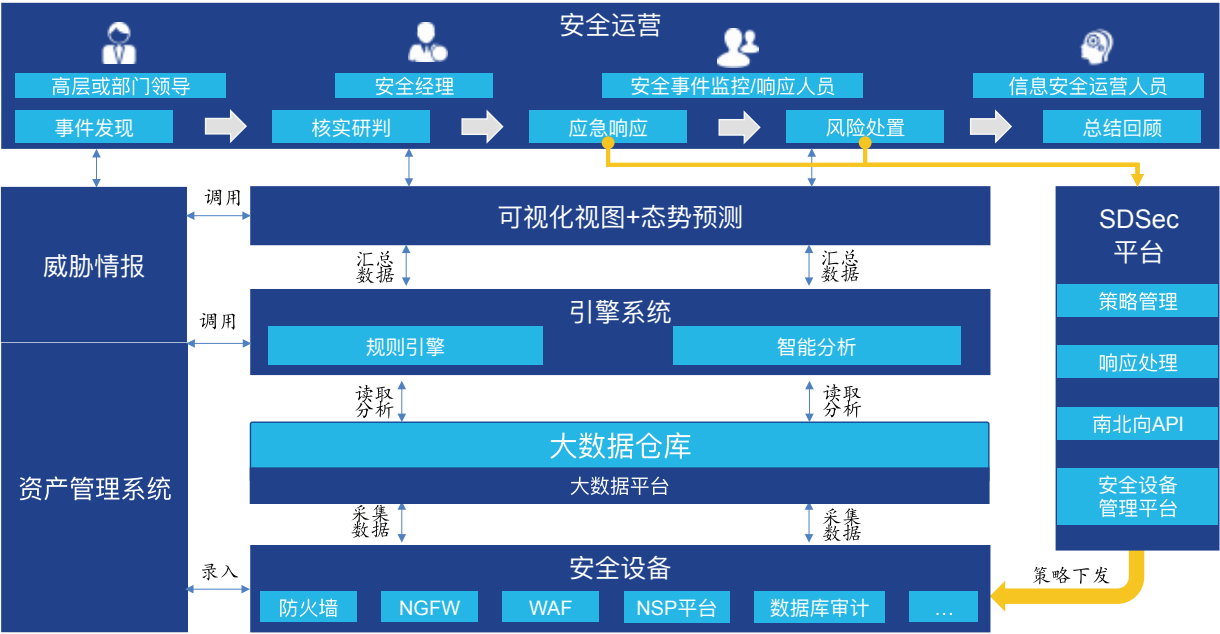 安全运营
高层或部门领导
安全经理
安全事件监控/响应人员
信息安全运营人员
事件发现
核实研判
应急响应
风险处置
总结回顾
威胁情报
资产管理系统
调用
调用
录入
可视化视图+态势预测
汇总
数据
汇总
数据
引擎系统
规则引擎
智能分析
读取
分析
读取
分析
大数据仓库
大数据平台
采集
数据
采集
数据
安全设备
防火墙
NGFW
WAF
NSP平台
数据库审计
...
SDSec
平台
策略管理
响应处理
南北向API
安全设备
管理平台
策略下发